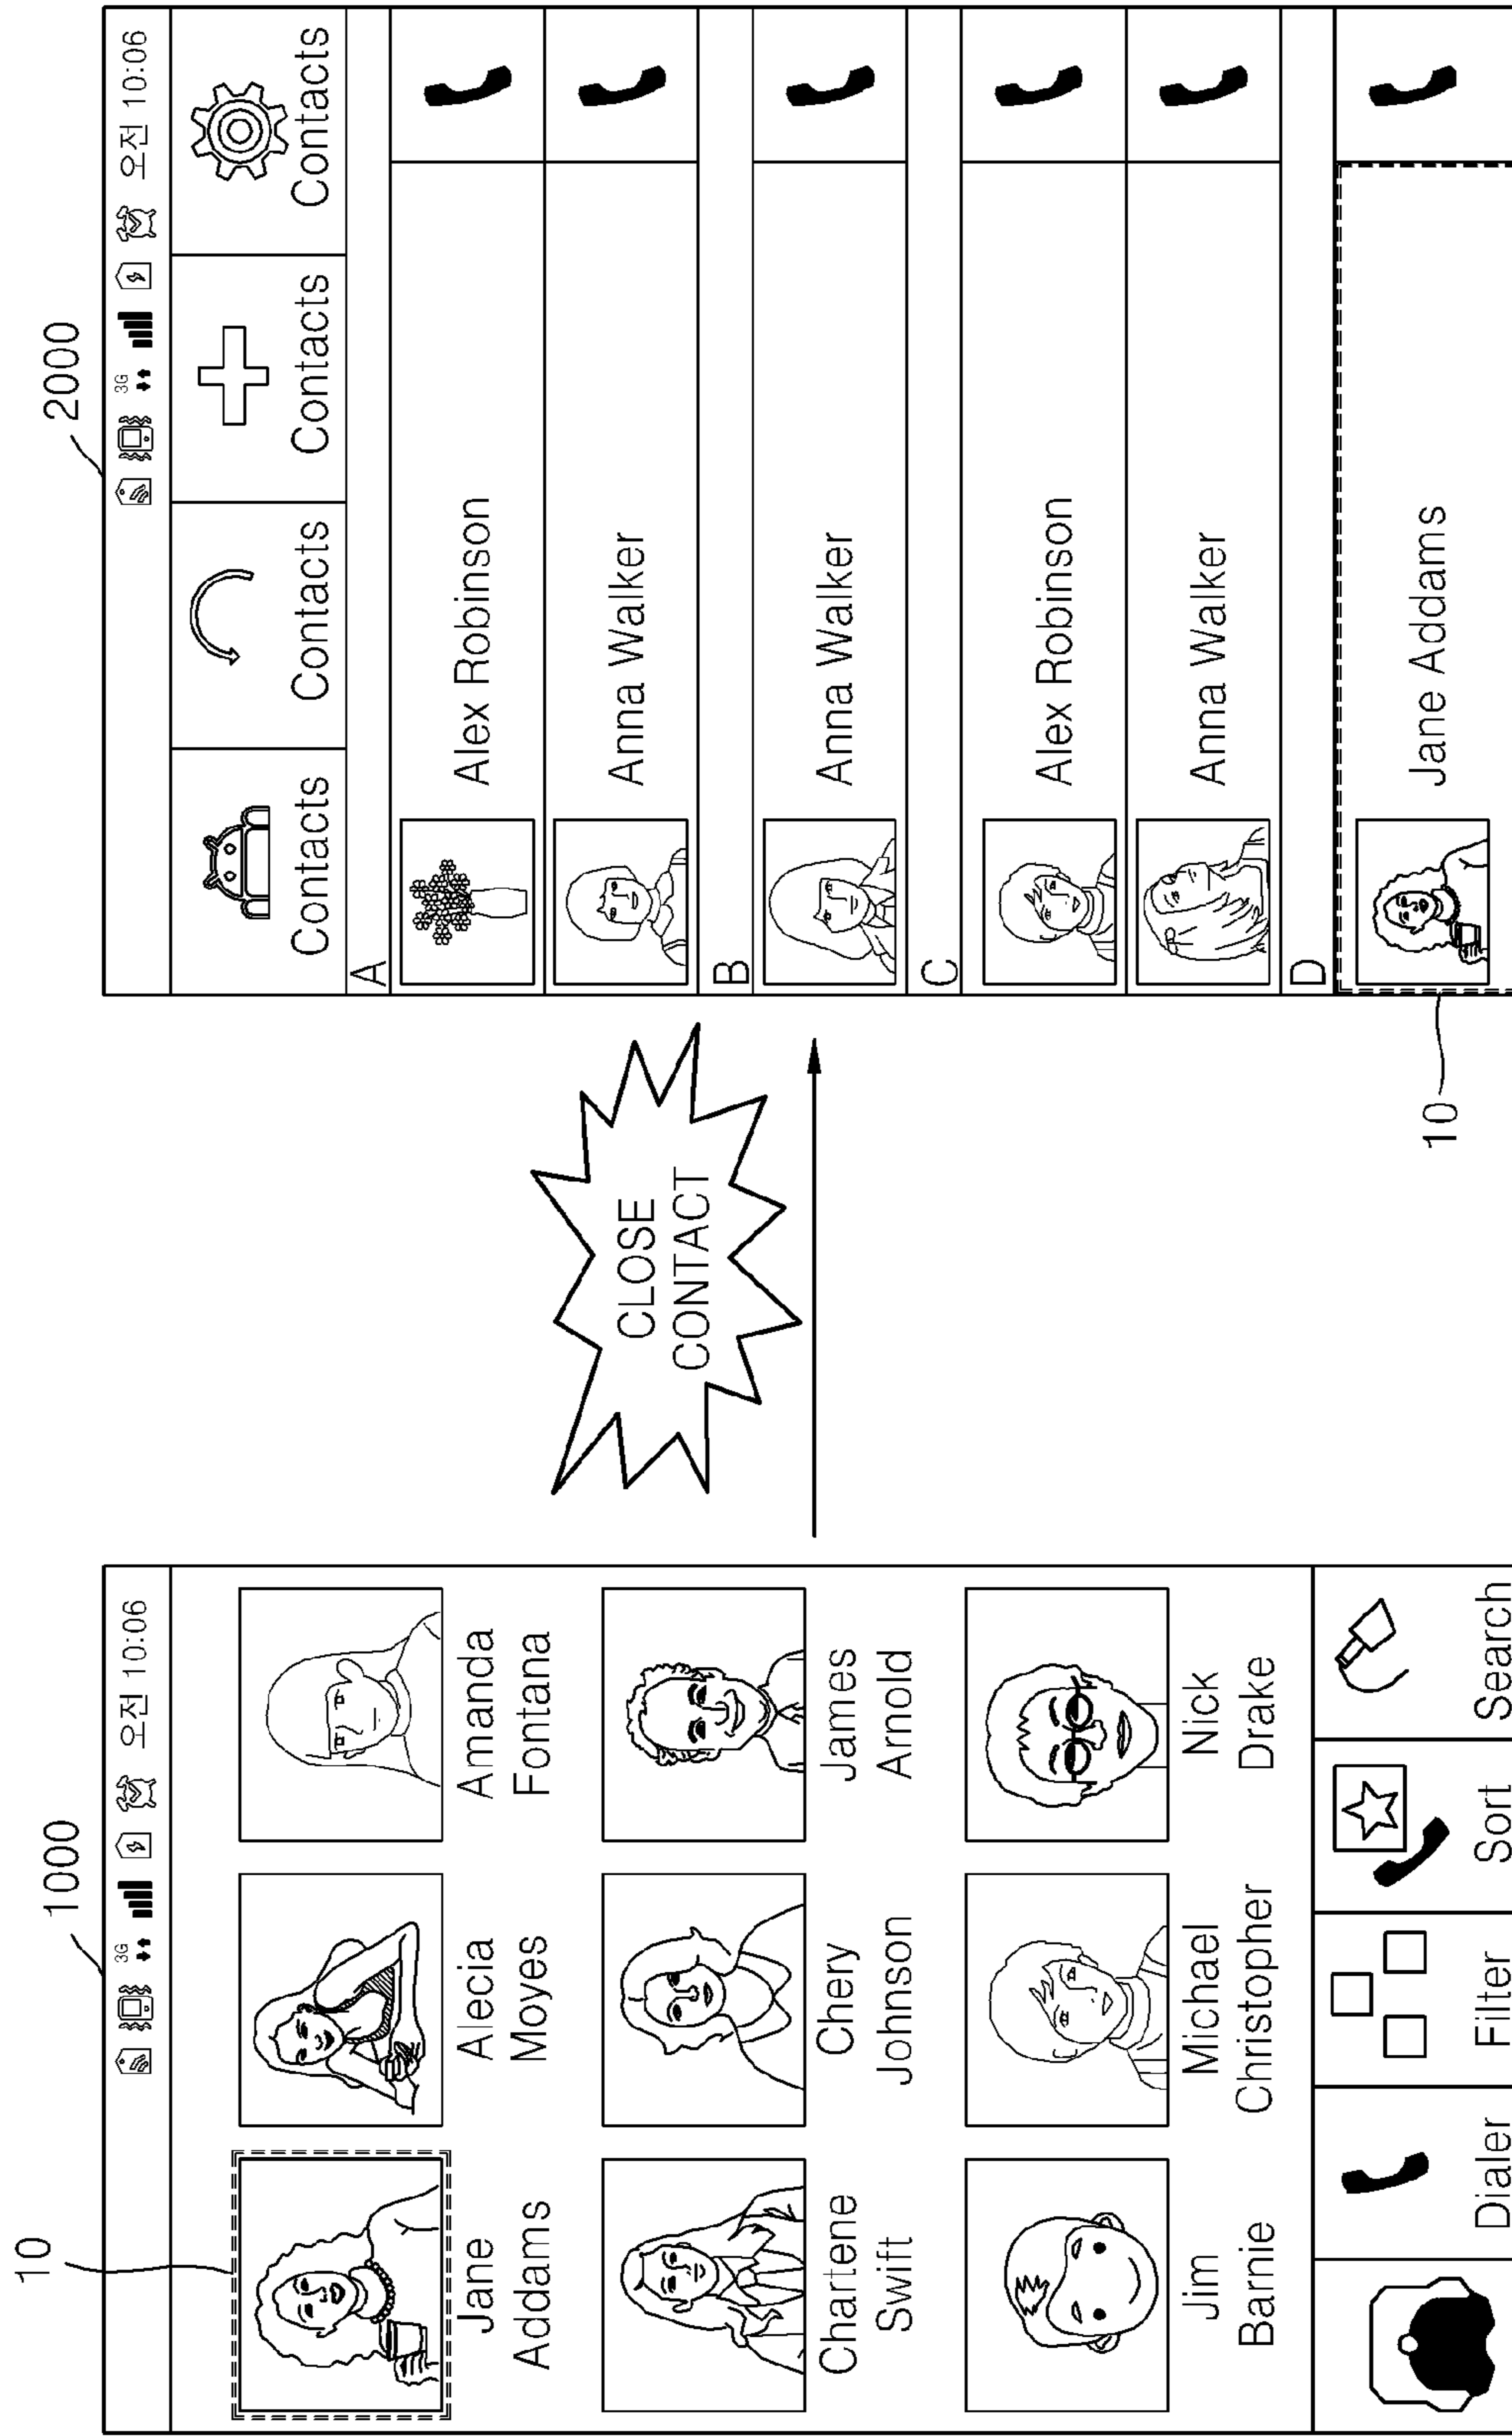 1000
3G
오전 10:06
10
Jane
Addams
Alecia
Moyes
Amanda
Fontana
Chartene
Swift
Chery
Johnson
James
Arnold
Jim
Barnie
Michael
Christopher
Nick
Drake
Dialer
Filter
Sort
Search
CLOSE
CONTACT
2000
3G
오전 10:06
Contacts
Contacts
Contacts
Contacts
A
Alex Robinson
Anna Walker
B
Anna Walker
C
Alex Robinson
Anna Walker
D
Jane Addams
10